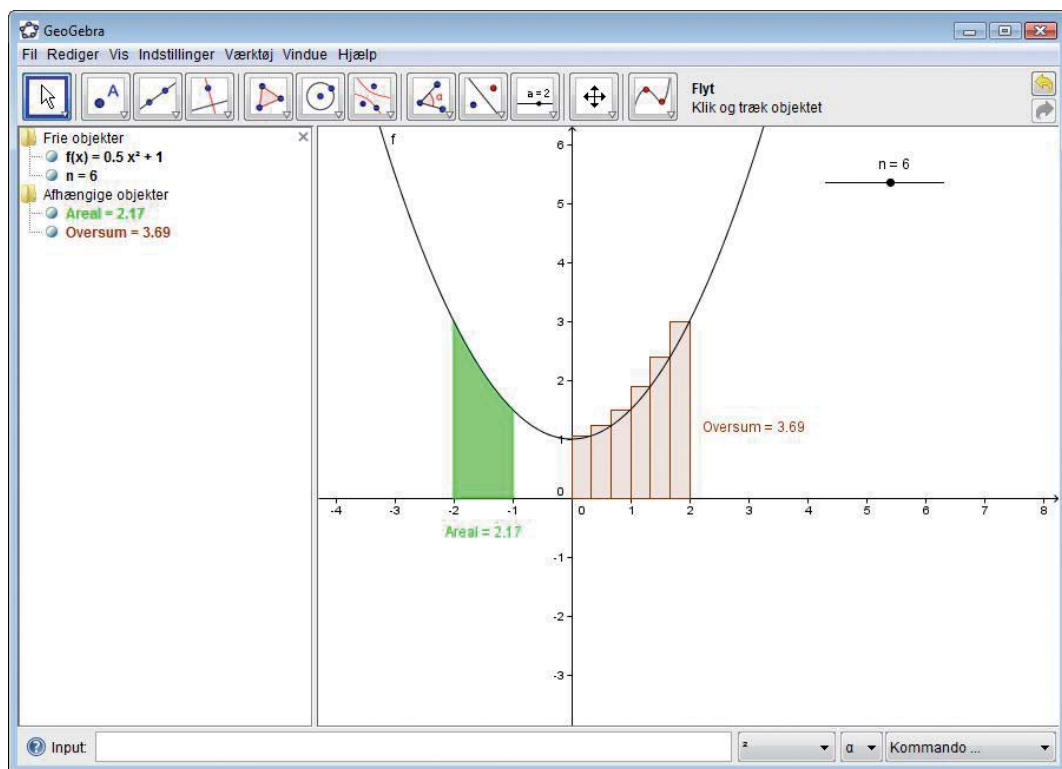 GeoGebra
Fil Rediger Vis Indstillinger Værktøj Vindue Hjælp
A
α
a = 2
Flyt
Klik og træk objektet
Frie objekter
f(x) = 0.5 x² + 1
n = 6
Afhængige objekter
Areal = 2.17
Oversum = 3.69
f
n = 6
6
5
4
3
2
1
0
-1
-2
-3
-4 -3 -2 -1 0 1 2 3 4 5 6 7 8
Oversum = 3.69
Areal = 2.17
Input:
²
α
Kommando ...